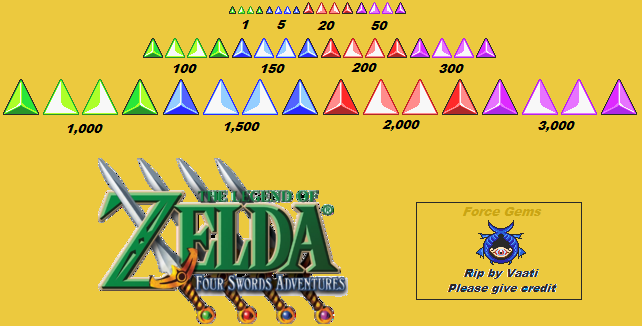 1 5 20 50
100 150 200 300
1,000 1,500 2,000 3,000
THE LEGEND OF
ZELDA®
FOUR SWORDS ADVENTURES
Force Gems
Rip by Vaati
Please give credit